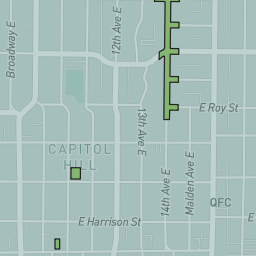 Broadway E
12th Ave E
13th Ave E
E Roy St
CAPITOL
HILL
14th Ave E
Malden Ave E
QFC
E Harrison St